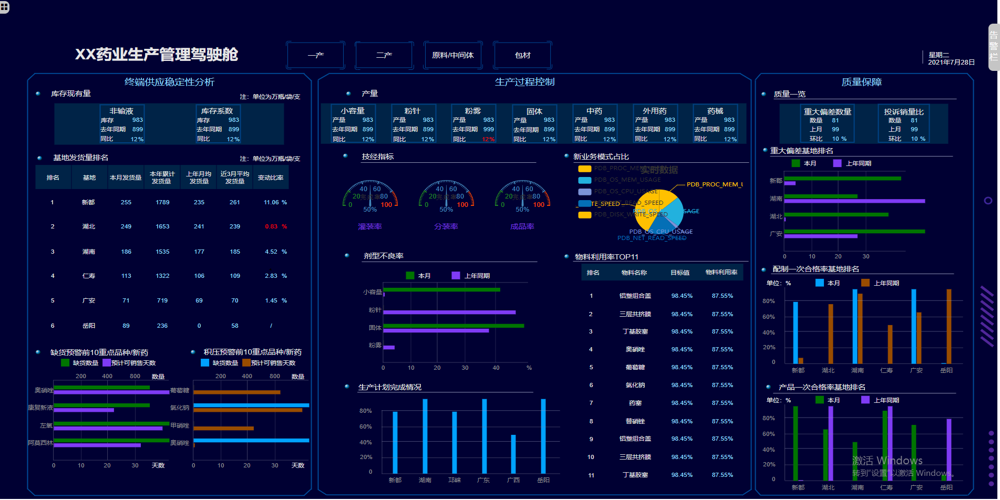 告警栏
XX药业生产管理驾驶舱
一产
二产
原料/中间体
包材
星期二
2021年7月28日
终端供应稳定性分析
库存现有量
注：单位为万瓶/袋/支
非输液
库存 983
去年同期 899
同比 12%
库存系数
库存 983
去年同期 899
同比 12%
基地发货量排名
注：单位为万瓶/袋/支
排名 基地 本月发货量 本年累计发货量 上年月均发货量 近3月平均发货量 变动比率
1 新都 255 1789 235 261 11.06 %
2 湖北 249 1653 241 239 0.83 %
3 湖南 186 1535 177 185 4.52 %
4 仁寿 113 1322 106 109 2.83 %
5 广安 71 719 69 70 1.45 %
6 岳阳 89 236 0 58 /
缺货预警前10重点品种/新药
缺货数量 预计可销售天数
200 400 800 数量
奥硝唑
康复新液
左氧
阿莫西林
0 10 20 30 天数
积压预警前10重点品种/新药
缺货数量 预计可销售天数
200 400 800 数量
葡萄糖
氯化钠
甲硝唑
奥硝唑
0 10 20 30 天数
生产过程控制
产量
小容量
产量 983
去年同期 899
同比 12%
粉针
产量 983
去年同期 899
同比 12%
粉雾
产量 983
去年同期 999
同比 12%
固体
产量 983
去年同期 899
同比 12%
中药
产量 983
去年同期 899
同比 12%
外用药
产量 983
去年同期 899
同比 12%
药械
产量 983
去年同期 899
同比 12%
技经指标
0 20 40 60 80 100
完成率
50%
灌装率
0 20 40 60 80 100
完成率
50%
分装率
0 20 40 60 80 100
完成率
50%
成品率
新业务模式占比
实时数据
PDB_PROC_MEM_
PDB_OS_MEM_USAGE
PDB_OS_CPU_USAGE
PDB_NET_READ_SPEED
PDB_DISK_WRITE_SPEED
PDB_PROC_MEM_U
TE_SPEED
PDB_OS_ USAGE
PDB_OS_CPU_USAGE
PDB_NET_READ_SPEED
剂型不良率
本月 上年同期
小容量
粉针
固体
粉雾
0 10 20 30 40 %
生产计划完成情况
80%
60%
40%
20%
0
新都 湖南 邛崃 广东 广西 岳阳
物料利用率TOP11
排名 物料名称 目标值 物料利用率
1 铝塑组合盖 98.45% 87.55%
2 三层共挤膜 98.45% 87.55%
3 丁基胶塞 98.45% 87.55%
4 奥硝唑 98.45% 87.55%
5 葡萄糖 98.45% 87.55%
6 氯化钠 98.45% 87.55%
7 药塞 98.45% 87.55%
8 替硝锉 98.45% 87.55%
9 铝塑组合盖 98.45% 87.55%
10 三层共挤膜 98.45% 87.55%
11 丁基胶塞 98.45% 87.55%
质量保障
质量一览
重大偏差数量
数量 81
上月 99
环比 10 %
投诉销量比
数量 81
上月 99
环比 10 %
重大偏差基地排名
本月 上年同期
新都
湖南
湖北
广安
0 10 20 30
配制一次合格率基地排名
单位：% 本月 上年同期
80%
60%
40%
20%
0
新都 湖北 湖南 仁寿 广安 岳阳
产品一次合格率基地排名
单位：% 本月 上年同期
80%
60%
40%
20%
0
新都 湖北 湖南 仁寿 广安 岳阳
激活 Windows
转到“设置”以激活 Windows。